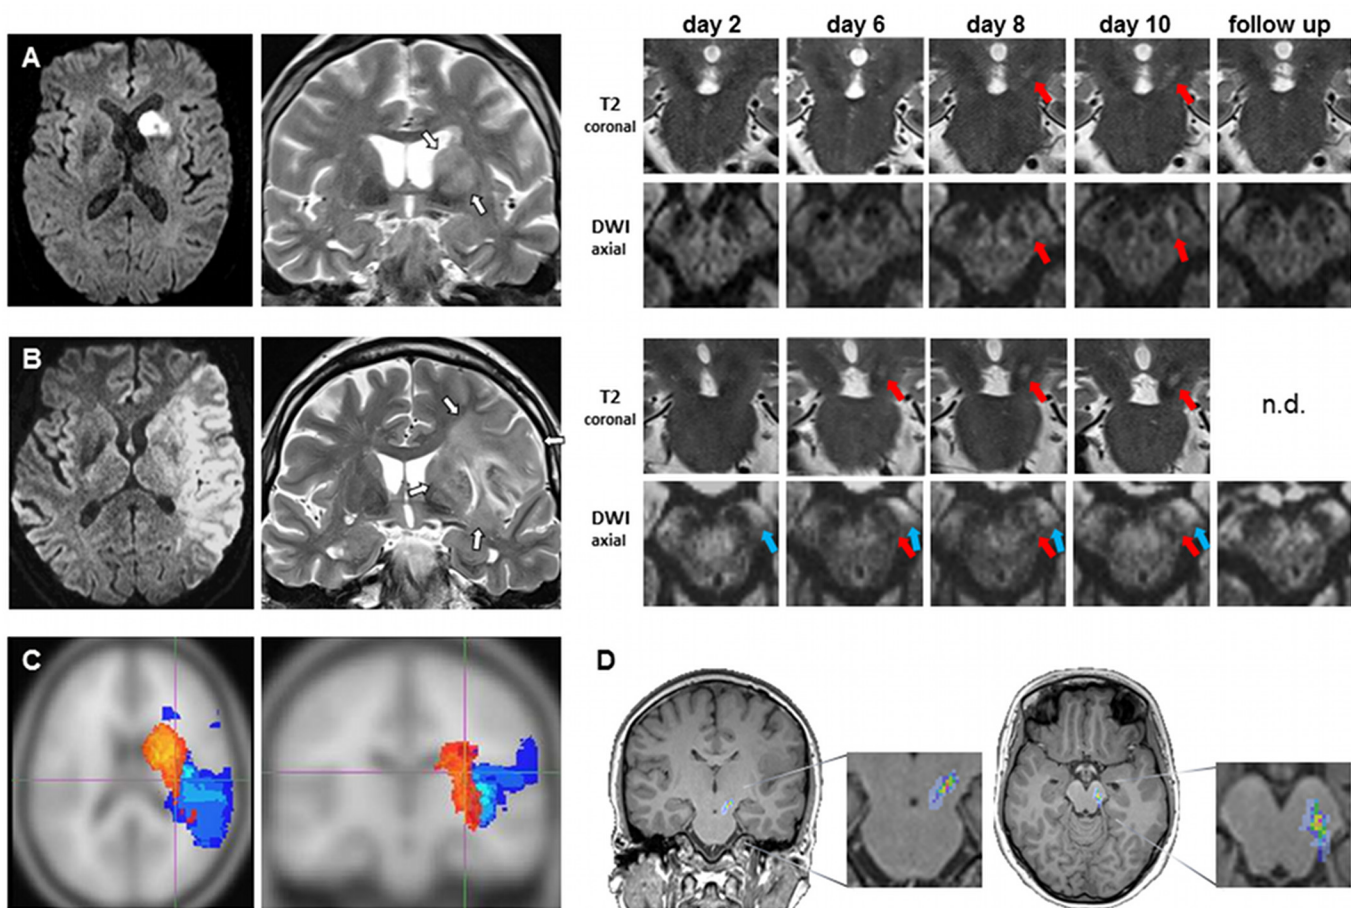 A
day 2 day 6 day 8 day 10 follow up
T2
coronal
DWI
axial
B
T2
coronal
n.d.
DWI
axial
C
D